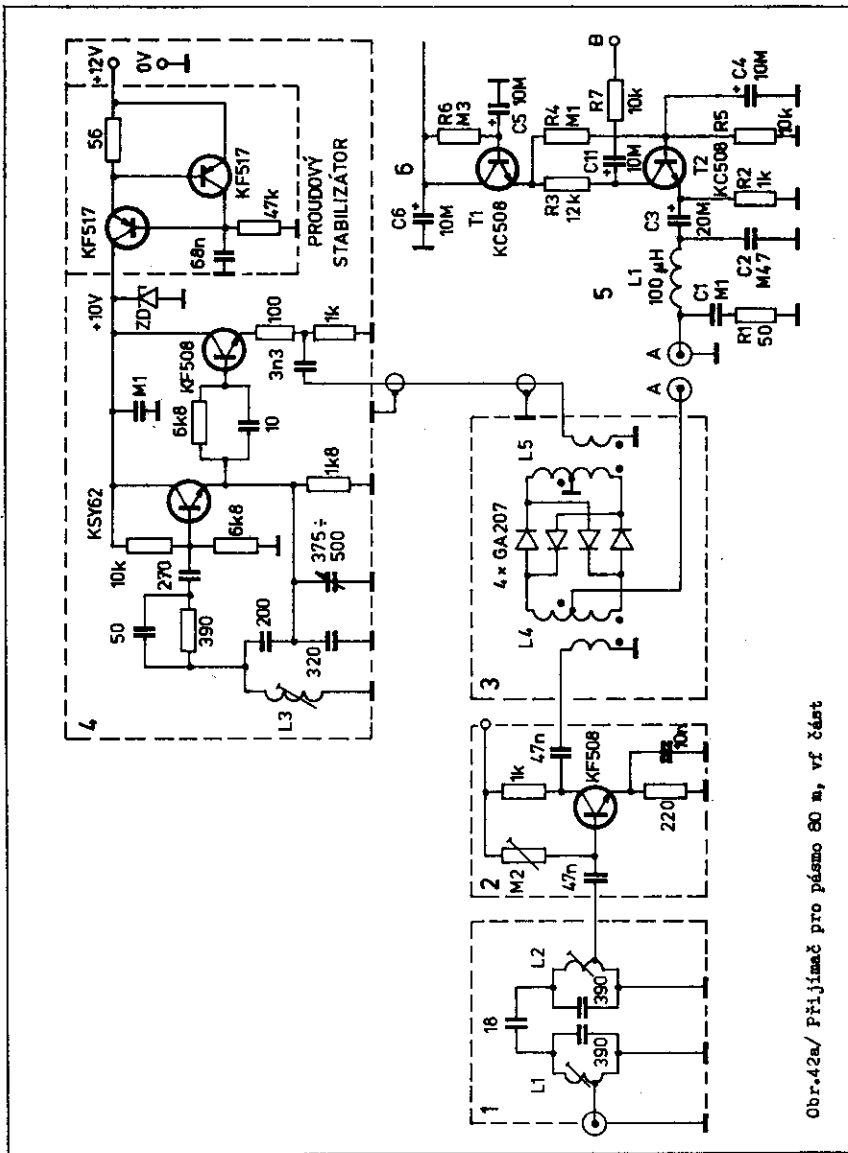 4
KSY62
10k
270
50
390
6k8
200
320
375÷
500
L3
1k8
M1
6k8
10
KF508
+10V
ZD
100
3n3
1k
KF517
56
KF517
68n
47k
PROUDOVÝ
STABILIZÁTOR
+12V
0V
6
C6
10M
R6
M3
C5 10M
T1
KC508
R4
M1
R3
12k
C11
10M
R7
10k
B
T2
KC508
C4
10M
R5
10k
R2
1k
C3
20M
5
L1
100 µH
C2
M47
C1
M1
R1
50
A
A
3
L4
L5
4× GA207
2
M2
1k
47n
47n
KF508
220
10n
1
18
L1
L2
390
390
Obr.42a/ Přijímač pro pásmo 80 m, vf část